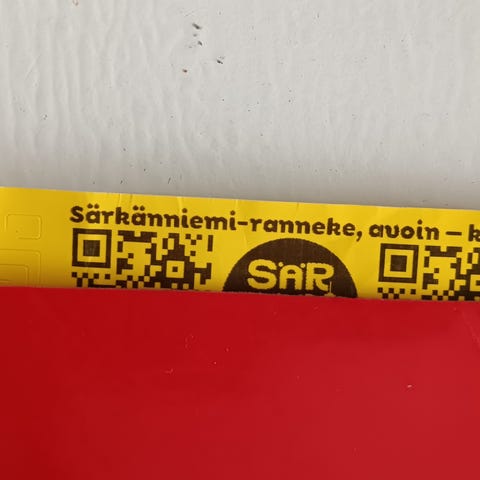 Särkänniemi-ranneke, avoin – k
SÄR